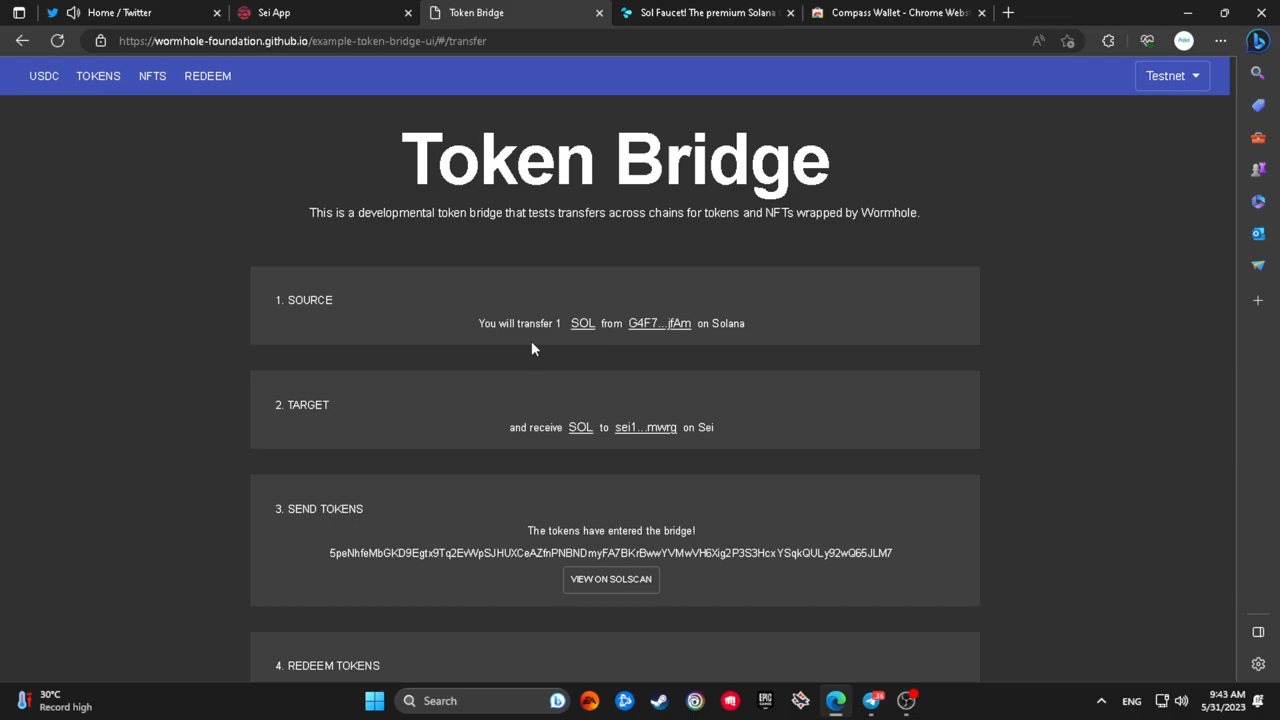 Home / Twitter
Sei App
Token Bridge
Sol Faucet! The premium Solana
Compass Wallet - Chrome Webst
https://wormhole-foundation.github.io/example-token-bridge-ui/#/transfer
USDC TOKENS NFTS REDEEM Testnet
Token Bridge
This is a developmental token bridge that tests transfers across chains for tokens and NFTs wrapped by Wormhole.
1. SOURCE
You will transfer 1 SOL from G4F7...jfAm on Solana
2. TARGET
and receive SOL to sei1...mwrg on Sei
3. SEND TOKENS
The tokens have entered the bridge!
5peNhfeMbGKD9Egtx9Tq2EvWpSJHUXCeAZfnPNBNDmyFA7BKrBwwYVMwVH6Xig2P3S3HcxYSqkQULy92wQ65JLM7
VIEW ON SOLSCAN
4. REDEEM TOKENS
30°C
Record high
Search
EPIC
36
ENG
9:43 AM
5/31/2023